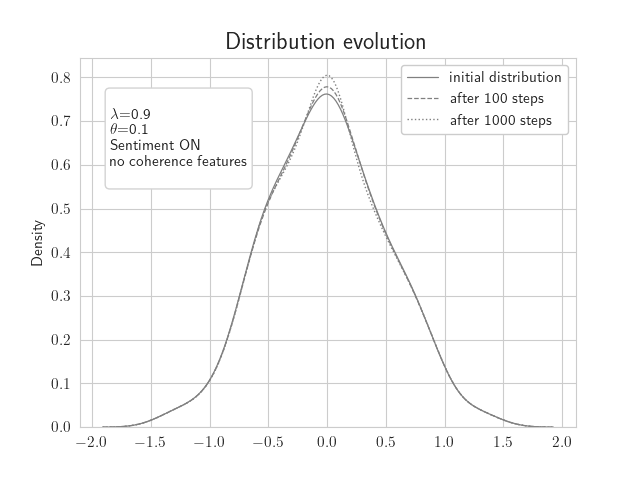 Distribution evolution
0.8
0.7
0.6
0.5
0.4
0.3
0.2
0.1
0.0
Density
λ=0.9
θ=0.1
Sentiment ON
no coherence features
initial distribution
after 100 steps
after 1000 steps
−2.0 −1.5 −1.0 −0.5 0.0 0.5 1.0 1.5 2.0